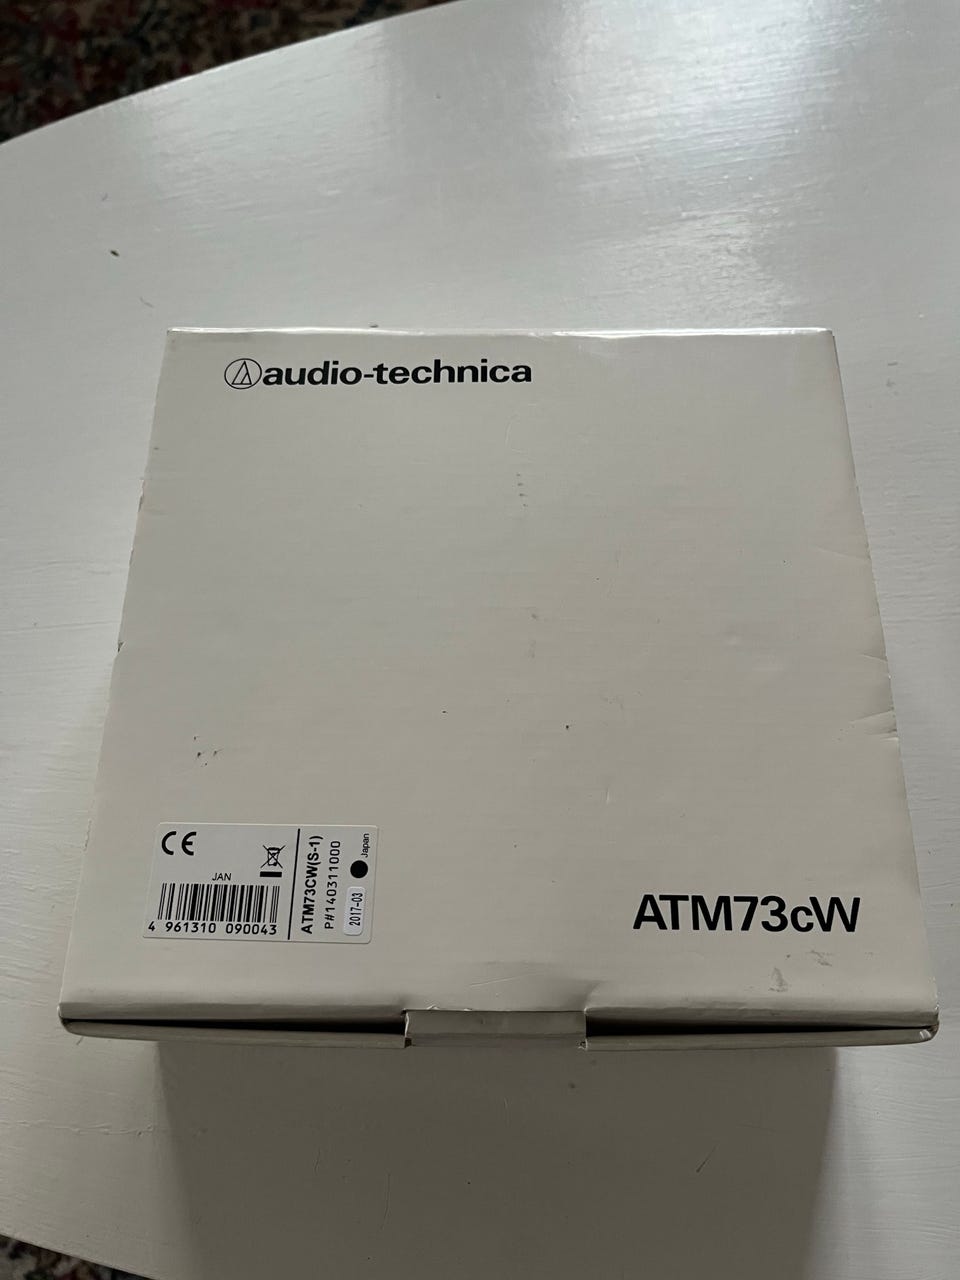 audio-technica
CE
JAN
4 961310 090043
ATM73CW(S-1)
P#140311000
2017-03
Japan
ATM73cW